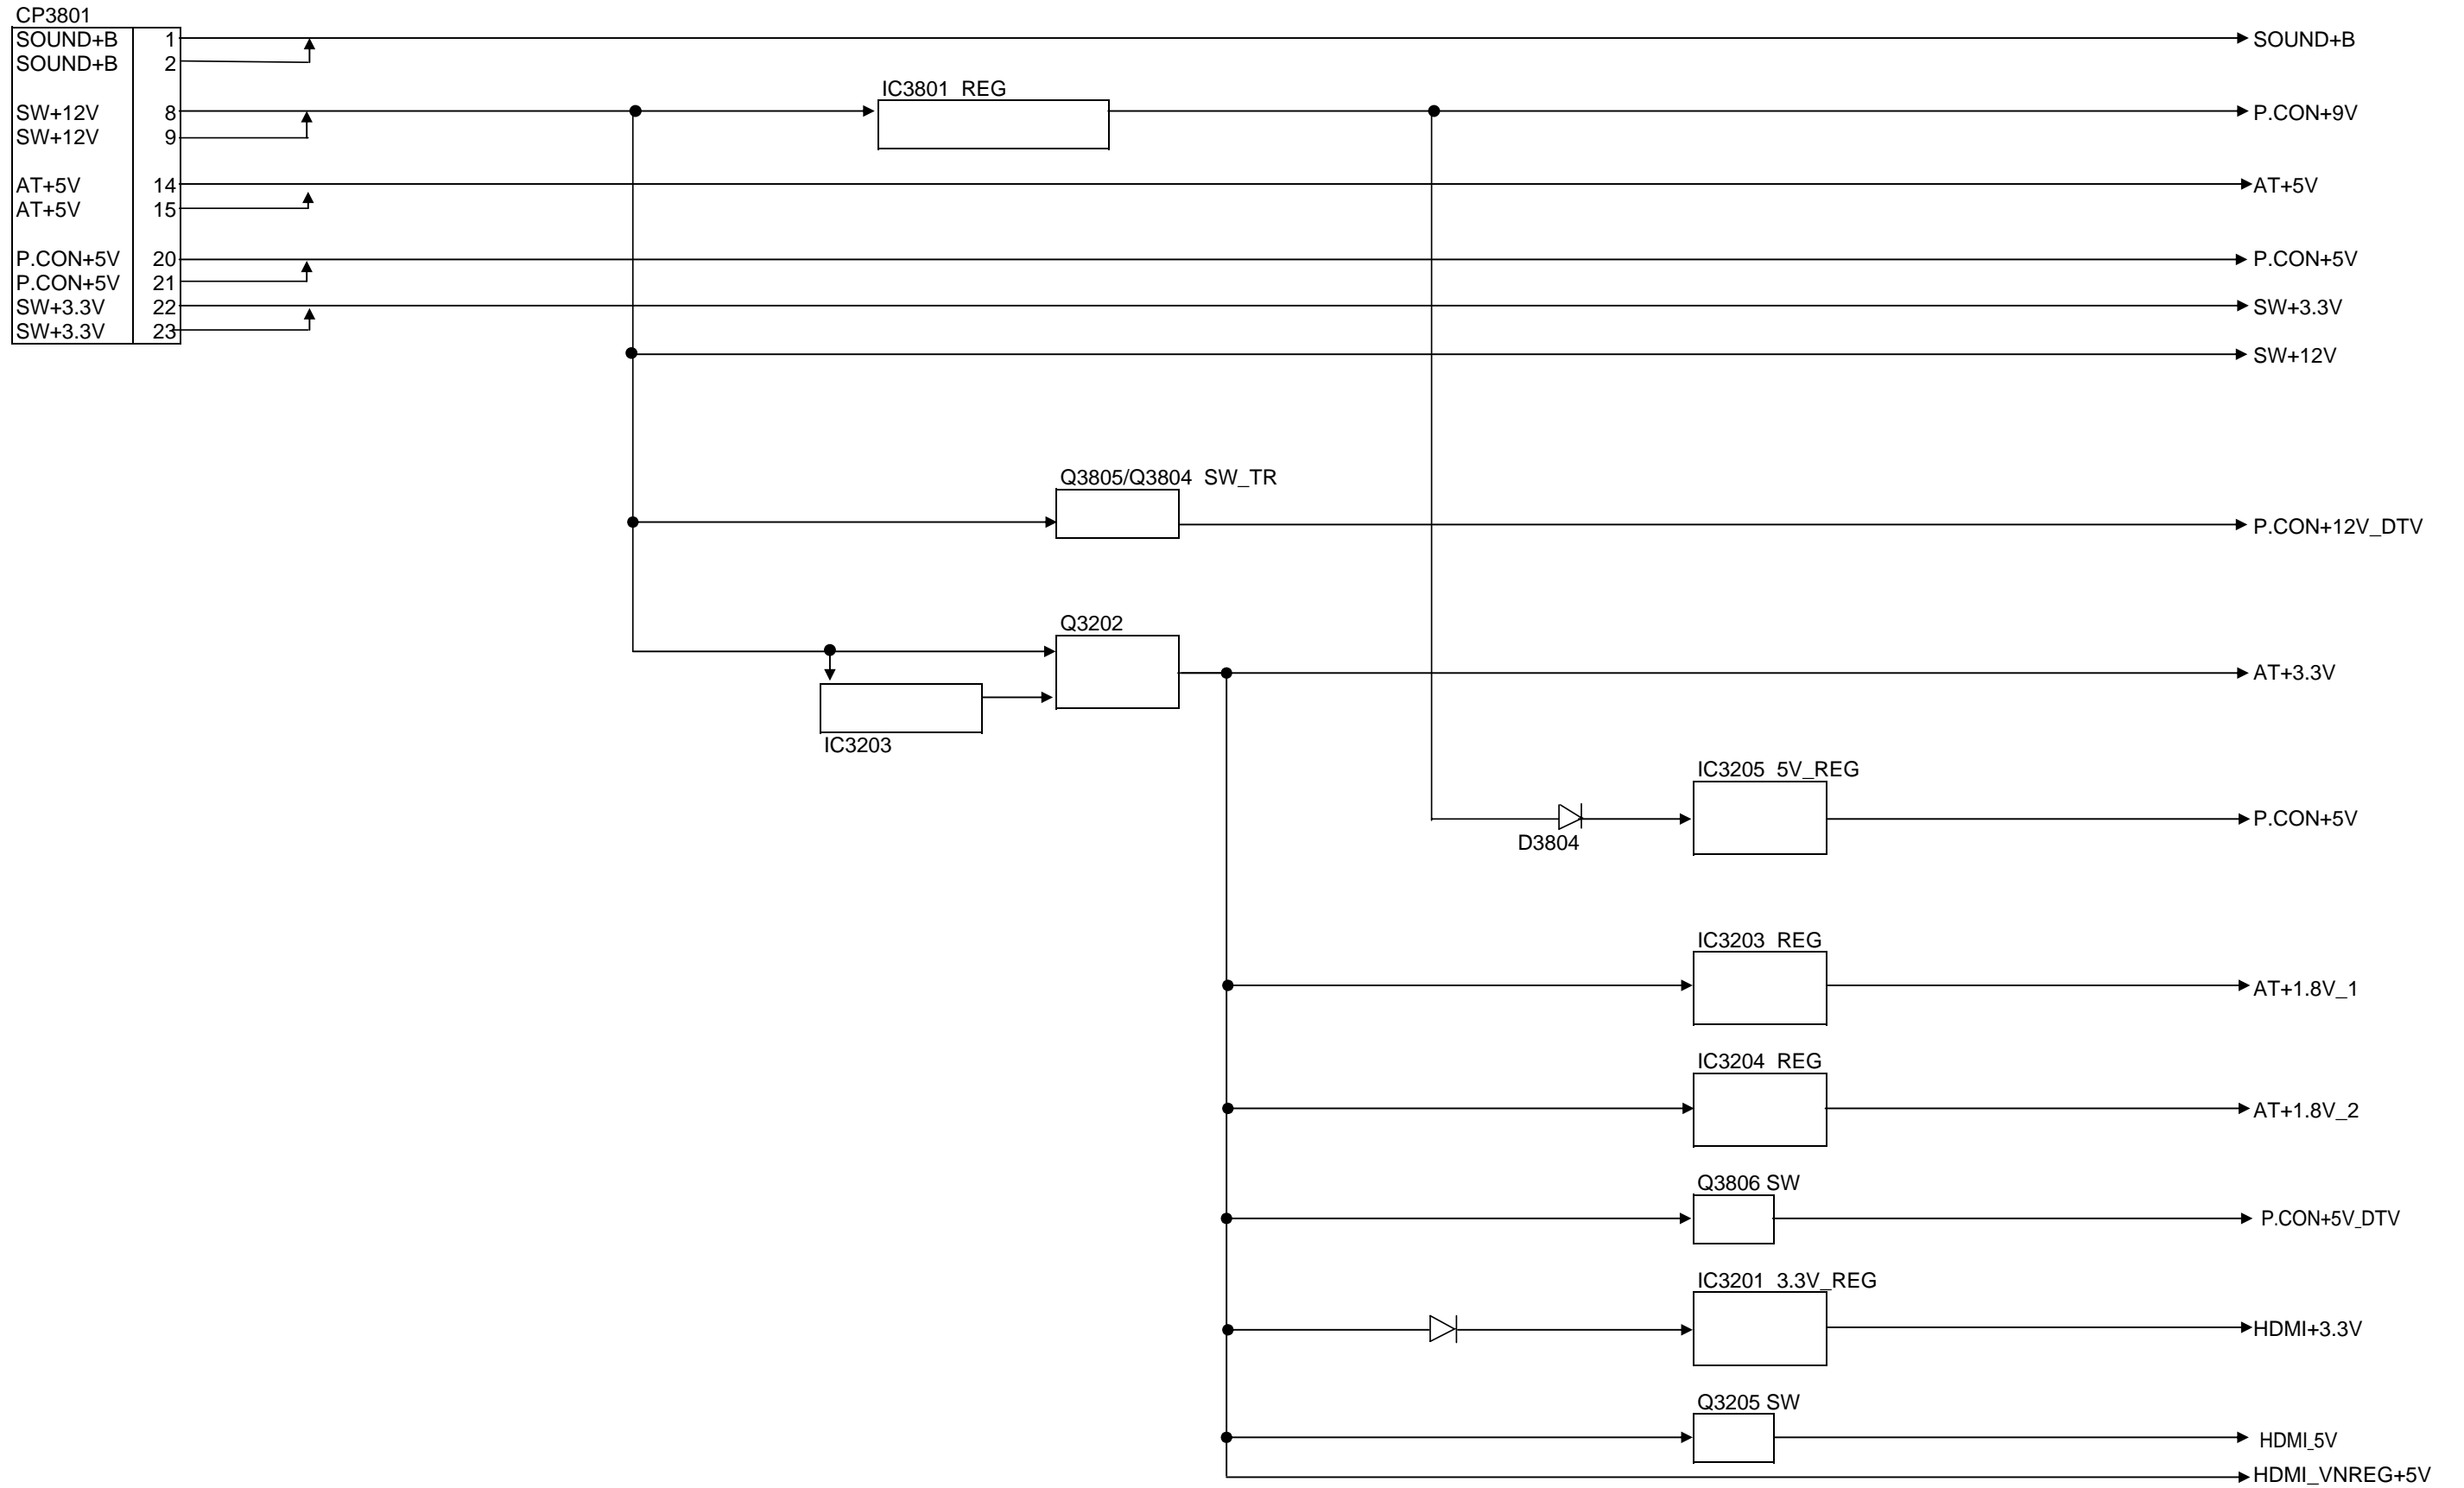 CP3801
SOUND+B 1
SOUND+B 2
SW+12V 8
SW+12V 9
AT+5V 14
AT+5V 15
P.CON+5V 20
P.CON+5V 21
SW+3.3V 22
SW+3.3V 23
SOUND+B
IC3801 REG
P.CON+9V
AT+5V
P.CON+5V
SW+3.3V
SW+12V
Q3805/Q3804 SW_TR
P.CON+12V_DTV
Q3202
AT+3.3V
IC3203
IC3205 5V_REG
P.CON+5V
D3804
IC3203 REG
AT+1.8V_1
IC3204 REG
AT+1.8V_2
Q3806 SW
P.CON+5V_DTV
IC3201 3.3V_REG
HDMI+3.3V
Q3205 SW
HDMI_5V
HDMI_VNREG+5V